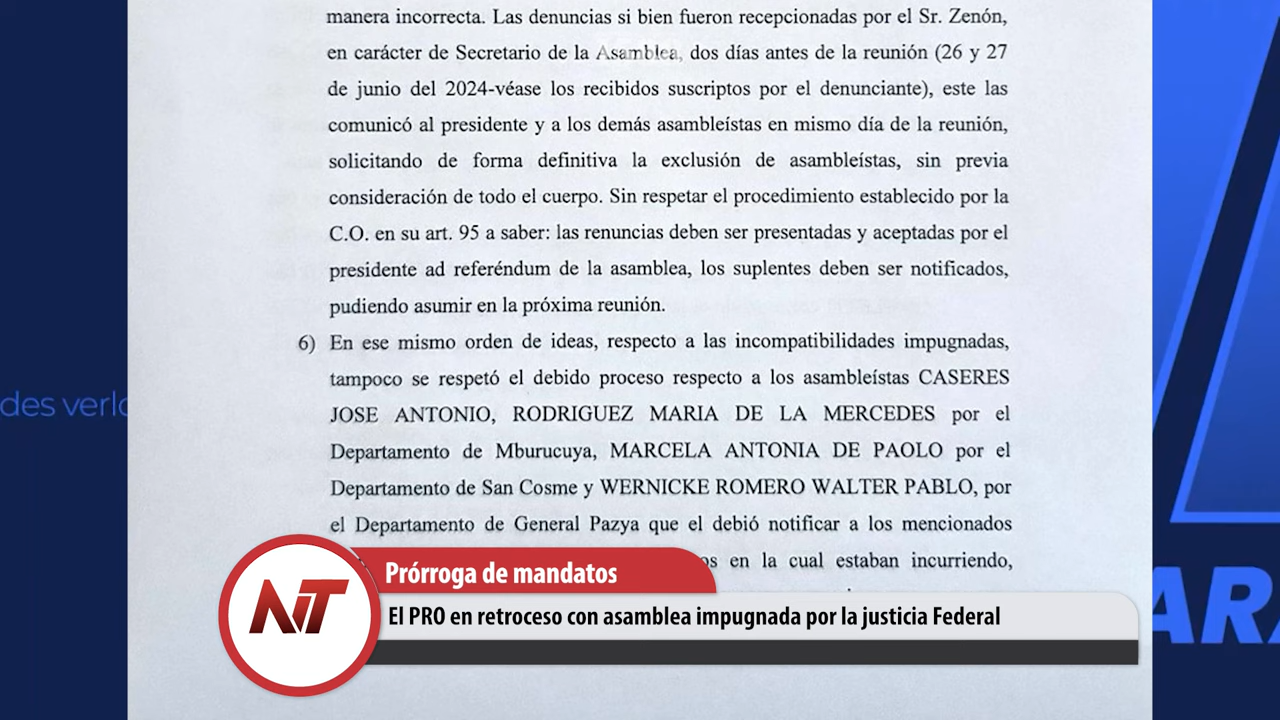 manera incorrecta. Las denuncias si bien fueron recepcionadas por el Sr. Zenón,
en carácter de Secretario de la Asamblea, dos días antes de la reunión (26 y 27
de junio del 2024-véase los recibidos suscriptos por el denunciante), este las
comunicó al presidente y a los demás asambleístas en mismo día de la reunión,
solicitando de forma definitiva la exclusión de asambleístas, sin previa
consideración de todo el cuerpo. Sin respetar el procedimiento establecido por la
C.O. en su art. 95 a saber: las renuncias deben ser presentadas y aceptadas por el
presidente ad referéndum de la asamblea, los suplentes deben ser notificados,
pudiendo asumir en la próxima reunión.
6) En ese mismo orden de ideas, respecto a las incompatibilidades impugnadas,
tampoco se respetó el debido proceso respecto a los asambleístas CASERES
JOSE ANTONIO, RODRIGUEZ MARIA DE LA MERCEDES por el
Departamento de Mburucuya, MARCELA ANTONIA DE PAOLO por el
Departamento de San Cosme y WERNICKE ROMERO WALTER PABLO, por
el Departamento de General Pazya que el debió notificar a los mencionados
en la cual estaban incurriendo,
des verlo
ARA
NT
Prórroga de mandatos
El PRO en retroceso con asamblea impugnada por la justicia Federal